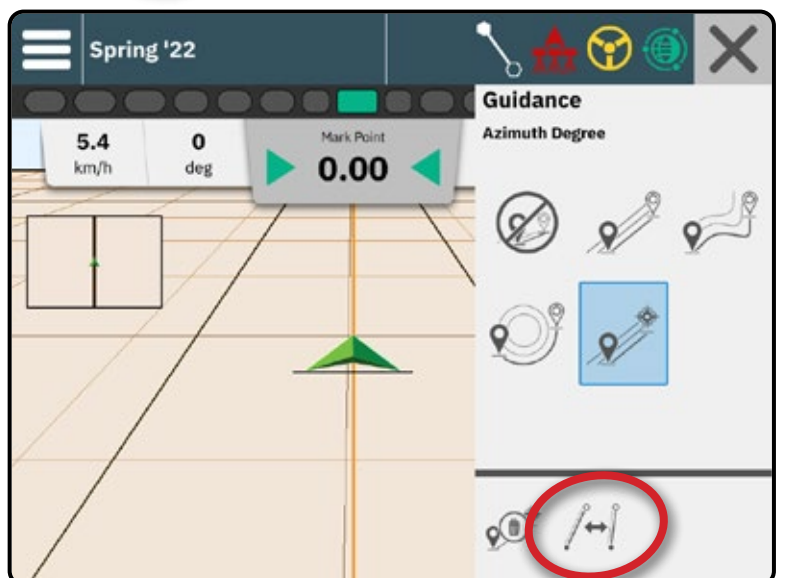 Spring '22
Guidance
Azimuth Degree
5.4
km/h
0
deg
Mark Point
0.00